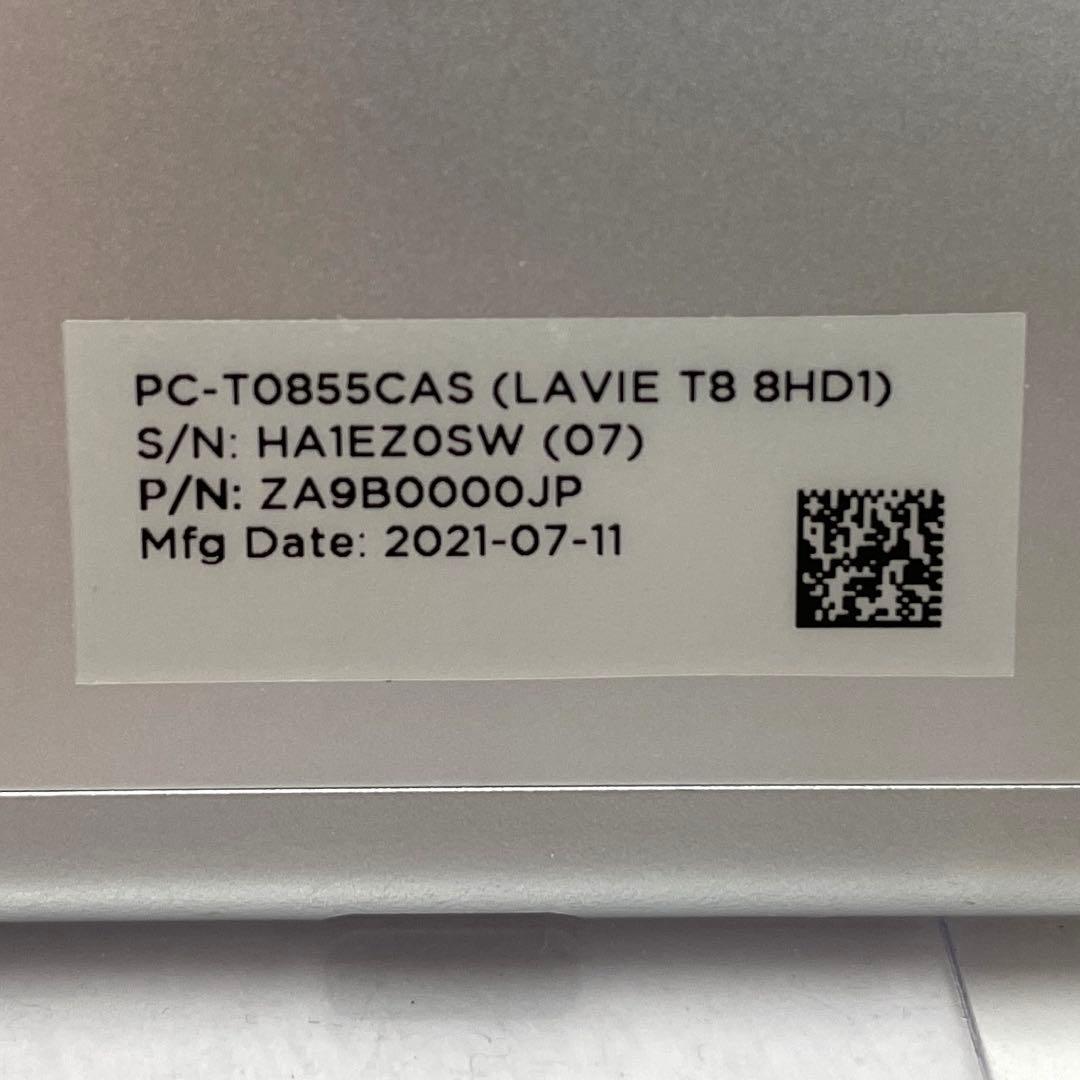 PC-T0855CAS (LAVIE T8 8HD1)
S/N: HA1EZ0SW (07)
P/N: ZA9B0000JP
Mfg Date: 2021-07-11